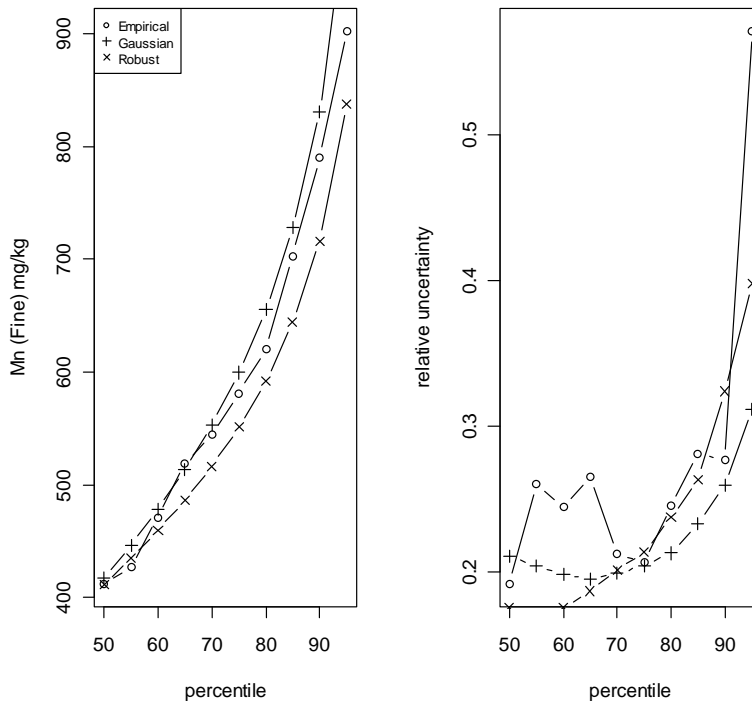 Empirical
Gaussian
Robust
900
800
700
600
500
400
Mn (Fine) mg/kg
50 60 70 80 90
percentile
0.5
0.4
0.3
0.2
relative uncertainty
50 60 70 80 90
percentile